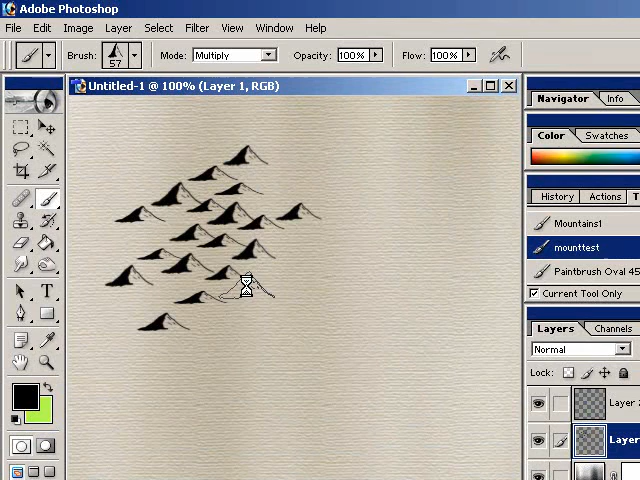 Adobe Photoshop
File Edit Image Layer Select Filter View Window Help
Brush: 57 Mode: Multiply Opacity: 100% Flow: 100%
Untitled-1 @ 100% (Layer 1, RGB)
Navigator Info
Color Swatches
History Actions T
Mountains1
mounttest
Paintbrush Oval 45
Current Tool Only
Layers Channels
Normal
Lock:
Layer 2
Layer
T